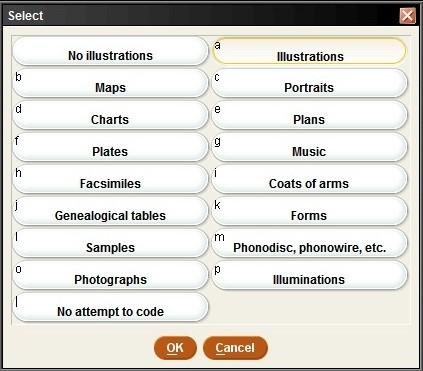 Select
No illustrations
a Illustrations
b Maps
c Portraits
d Charts
e Plans
f Plates
g Music
h Facsimiles
i Coats of arms
j Genealogical tables
k Forms
l Samples
m Phonodisc, phonowire, etc.
o Photographs
p Illuminations
| No attempt to code
OK Cancel